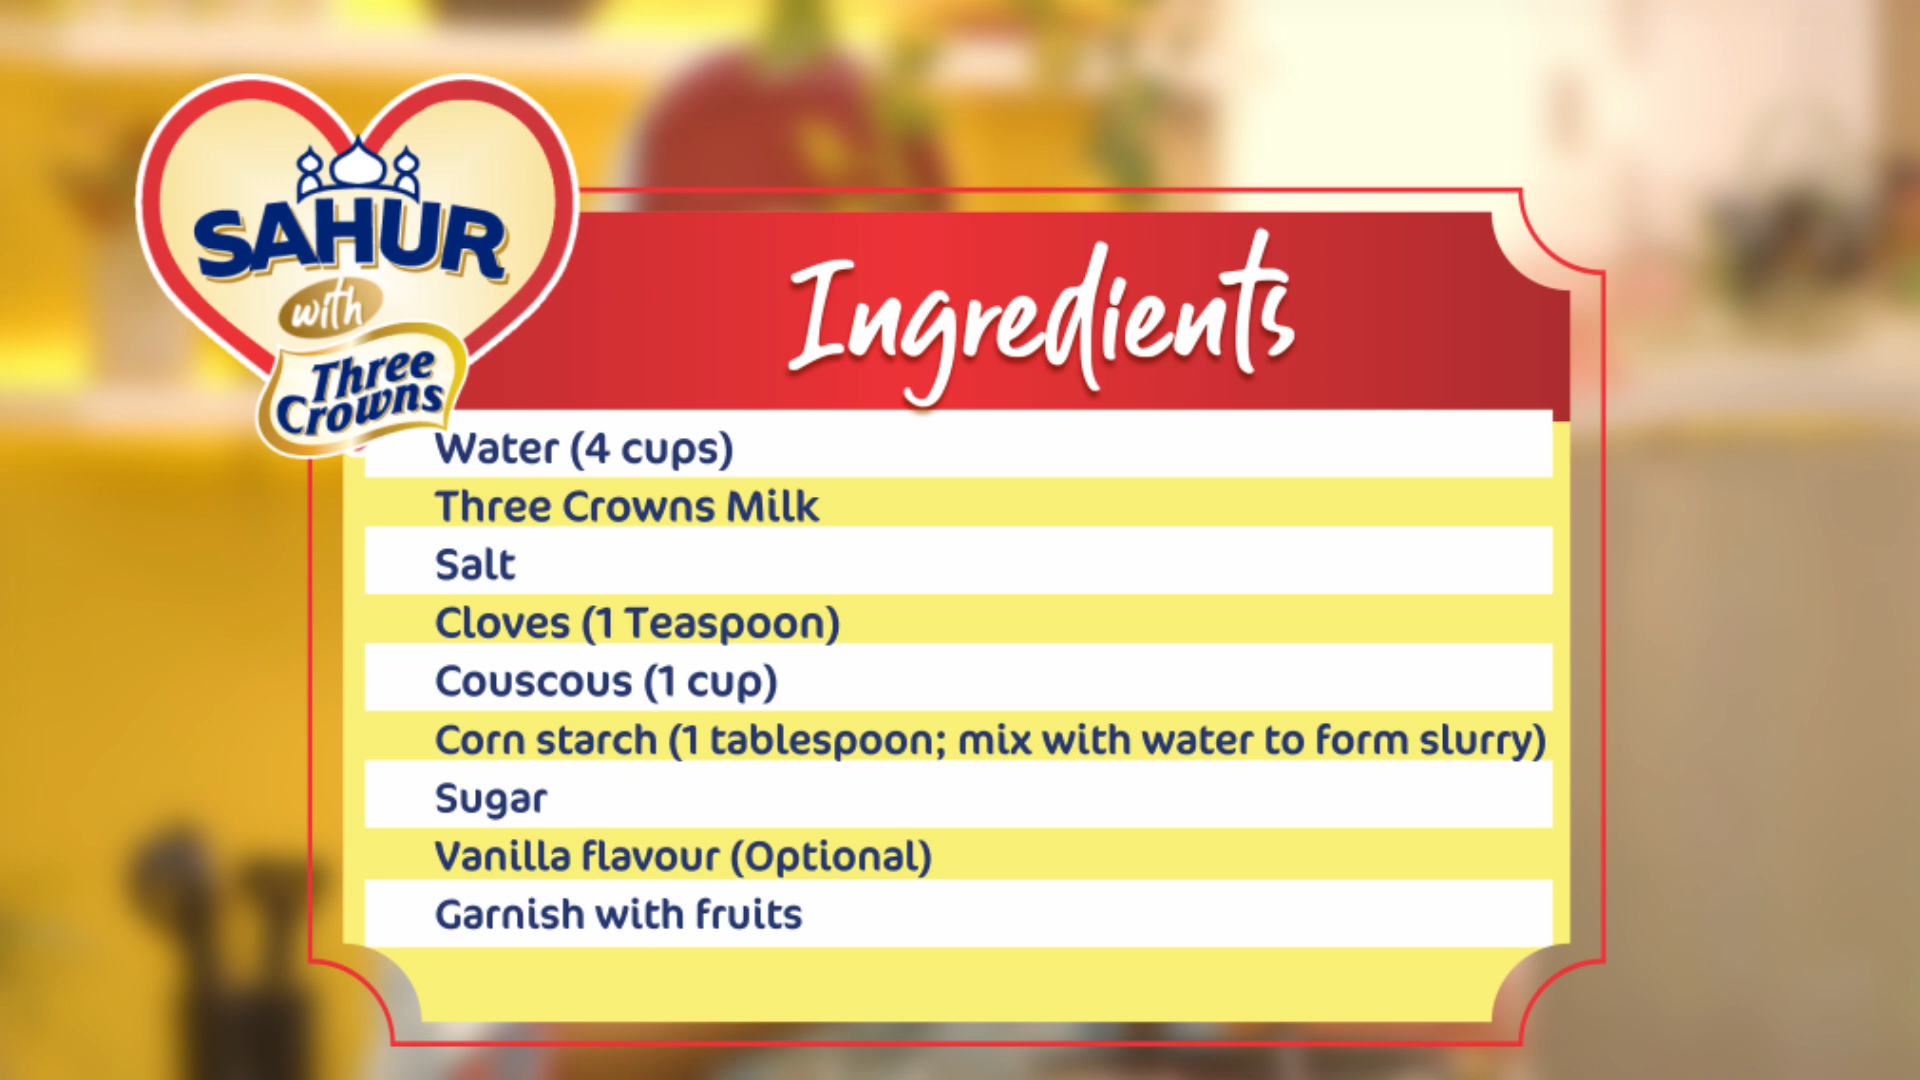 SAHUR
with
Three
Crowns
Ingredients
Water (4 cups)
Three Crowns Milk
Salt
Cloves (1 Teaspoon)
Couscous (1 cup)
Corn starch (1 tablespoon; mix with water to form slurry)
Sugar
Vanilla flavour (Optional)
Garnish with fruits